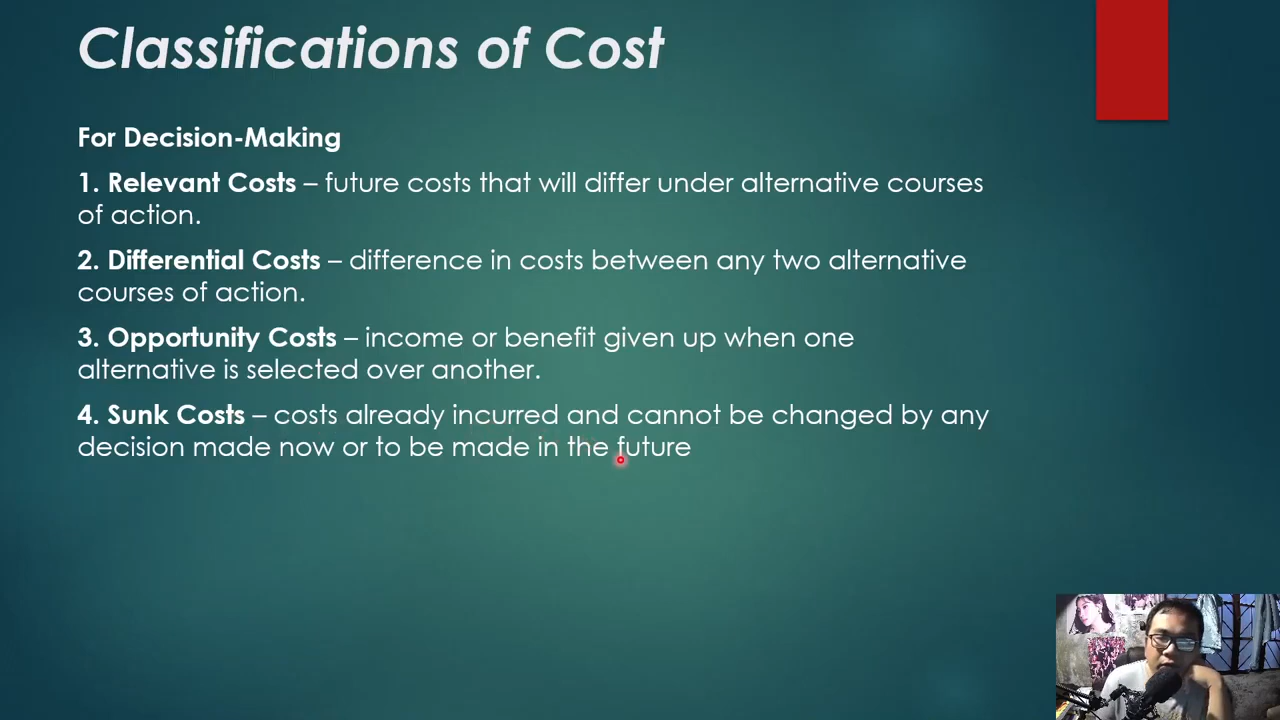 Classifications of Cost
For Decision-Making
1. Relevant Costs – future costs that will differ under alternative courses
of action.
2. Differential Costs – difference in costs between any two alternative
courses of action.
3. Opportunity Costs – income or benefit given up when one
alternative is selected over another.
4. Sunk Costs – costs already incurred and cannot be changed by any
decision made now or to be made in the future